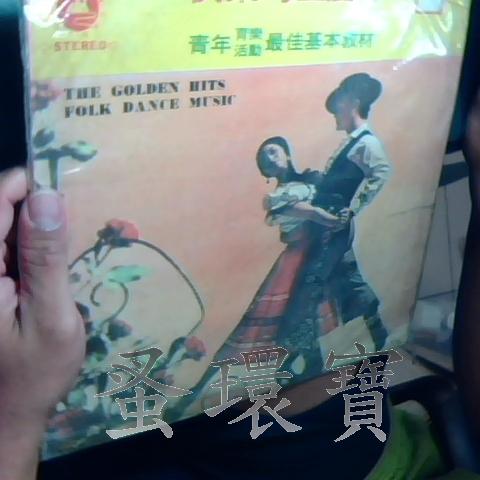 STEREO
青年育樂活動最佳基本教材
THE GOLDEN HITS
FOLK DANCE MUSIC
蚤環寶